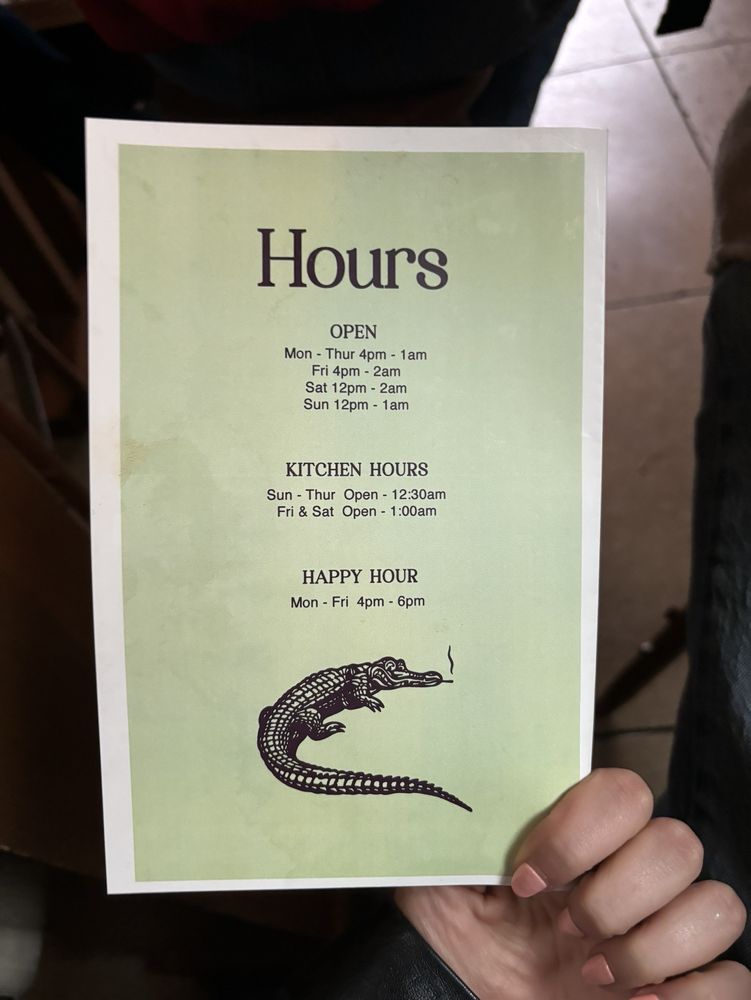 Hours
OPEN
Mon - Thur 4pm - 1am
Fri 4pm - 2am
Sat 12pm - 2am
Sun 12pm - 1am
KITCHEN HOURS
Sun - Thur Open - 12:30am
Fri & Sat Open - 1:00am
HAPPY HOUR
Mon - Fri 4pm - 6pm